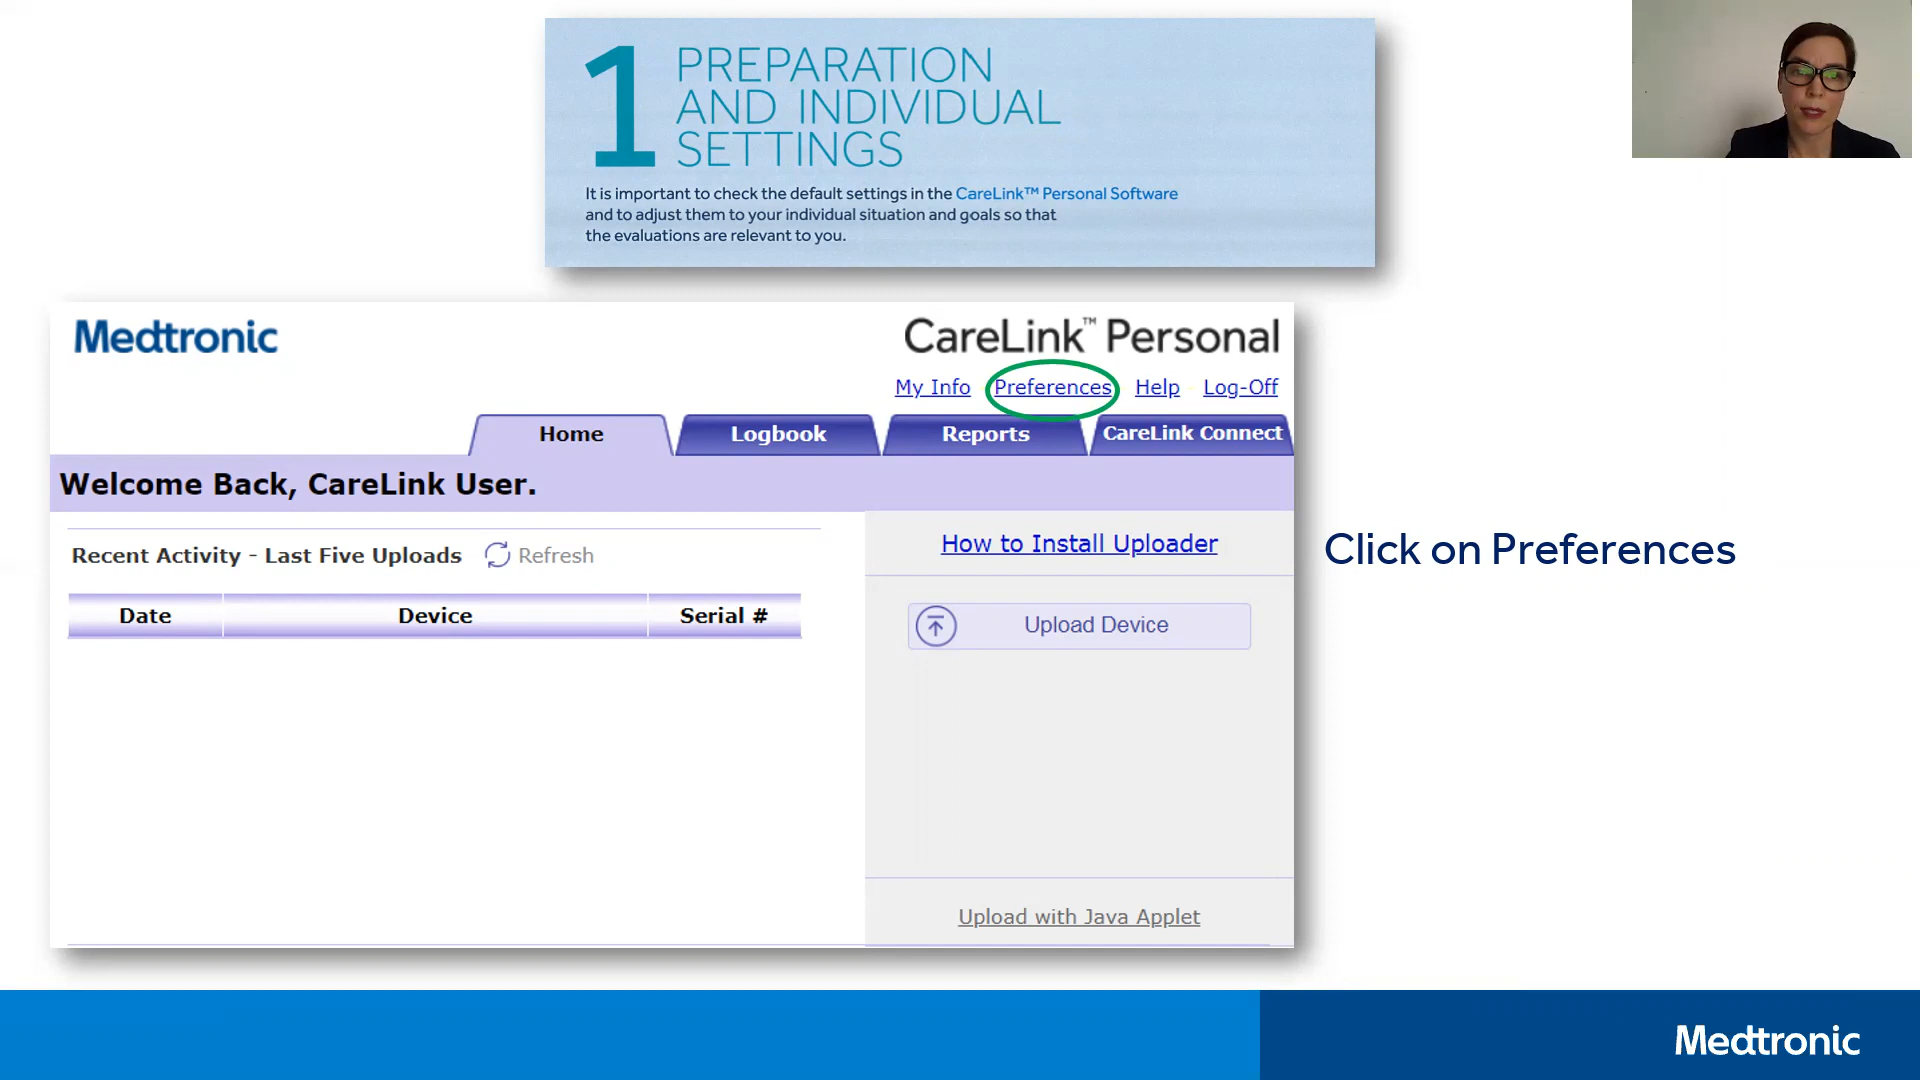 1 PREPARATION
AND INDIVIDUAL
SETTINGS
It is important to check the default settings in the CareLink™ Personal Software
and to adjust them to your individual situation and goals so that
the evaluations are relevant to you.
Medtronic
CareLink™ Personal
My Info Preferences Help Log-Off
Home Logbook Reports CareLink Connect
Welcome Back, CareLink User.
Recent Activity - Last Five Uploads Refresh
Date Device Serial #
How to Install Uploader
Upload Device
Upload with Java Applet
Click on Preferences
Medtronic